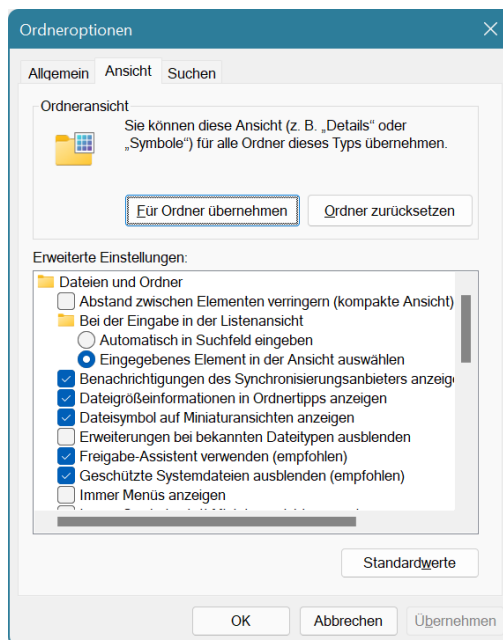 Ordneroptionen
Allgemein Ansicht Suchen
Ordneransicht
Sie können diese Ansicht (z. B. „Details“ oder
„Symbole“) für alle Ordner dieses Typs übernehmen.
Für Ordner übernehmen Ordner zurücksetzen
Erweiterte Einstellungen:
Dateien und Ordner
Abstand zwischen Elementen verringern (kompakte Ansicht)
Bei der Eingabe in der Listenansicht
Automatisch in Suchfeld eingeben
Eingegebenes Element in der Ansicht auswählen
Benachrichtigungen des Synchronisierungsanbieters anzeig
Dateigrößeinformationen in Ordnertipps anzeigen
Dateisymbol auf Miniaturansichten anzeigen
Erweiterungen bei bekannten Dateitypen ausblenden
Freigabe-Assistent verwenden (empfohlen)
Geschützte Systemdateien ausblenden (empfohlen)
Immer Menüs anzeigen
Standardwerte
OK Abbrechen Übernehmen